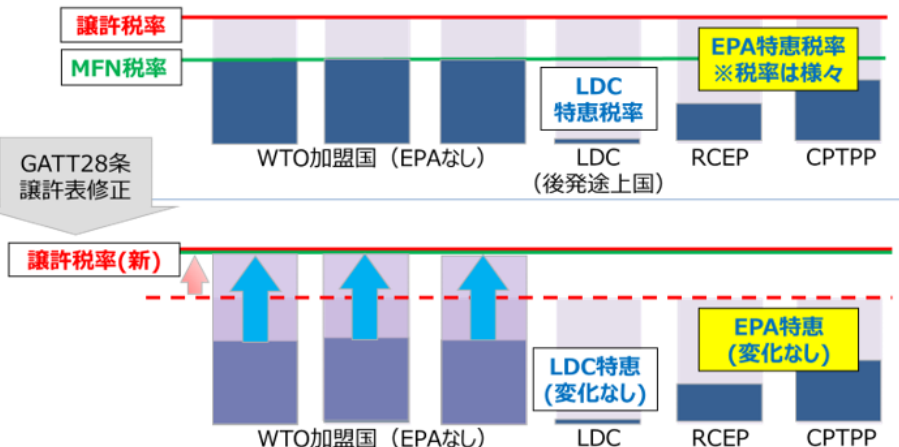 譲許税率
MFN税率
EPA特恵税率
※税率は様々
LDC
特恵税率
WTO加盟国（EPAなし）
LDC
（後発途上国）
RCEP
CPTPP
GATT28条
譲許表修正
譲許税率(新)
EPA特恵
(変化なし)
LDC特恵
(変化なし)
WTO加盟国（EPAなし）
LDC
RCEP
CPTPP